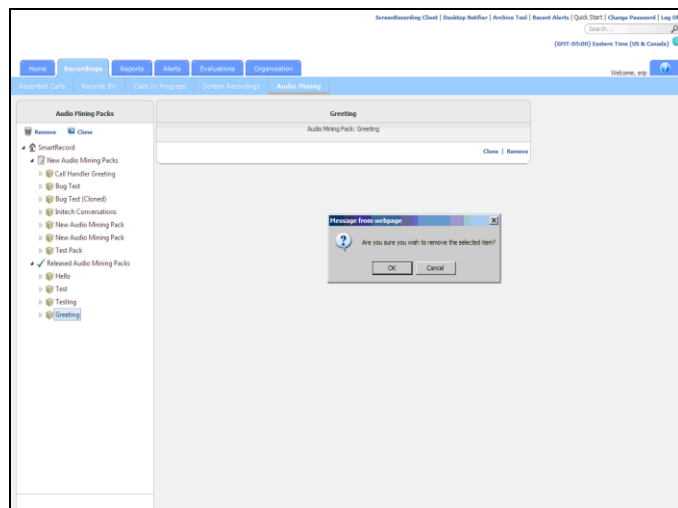 ScreenRecording Client | Desktop Notifier | Archive Tool | Recent Alerts | Quick Start | Change Password | Log Of
Search...
(GMT-05:00) Eastern Time (US & Canada)
Home Recordings Reports Alerts Evaluations Organization
Welcome, erip
Recorded Calls Recycle Bin Calls In Progress Screen Recordings Audio Mining
Audio Mining Packs
Remove Clone
SmartRecord
New Audio Mining Packs
Call Handler Greeting
Bug Test
Bug Test (Cloned)
Initech Conversations
New Audio Mining Pack
New Audio Mining Pack
Test Pack
Released Audio Mining Packs
Hello
Test
Testing
Greeting
Greeting
Audio Mining Pack: Greeting
Clone | Remove
Message from webpage
Are you sure you wish to remove the selected item?
OK Cancel